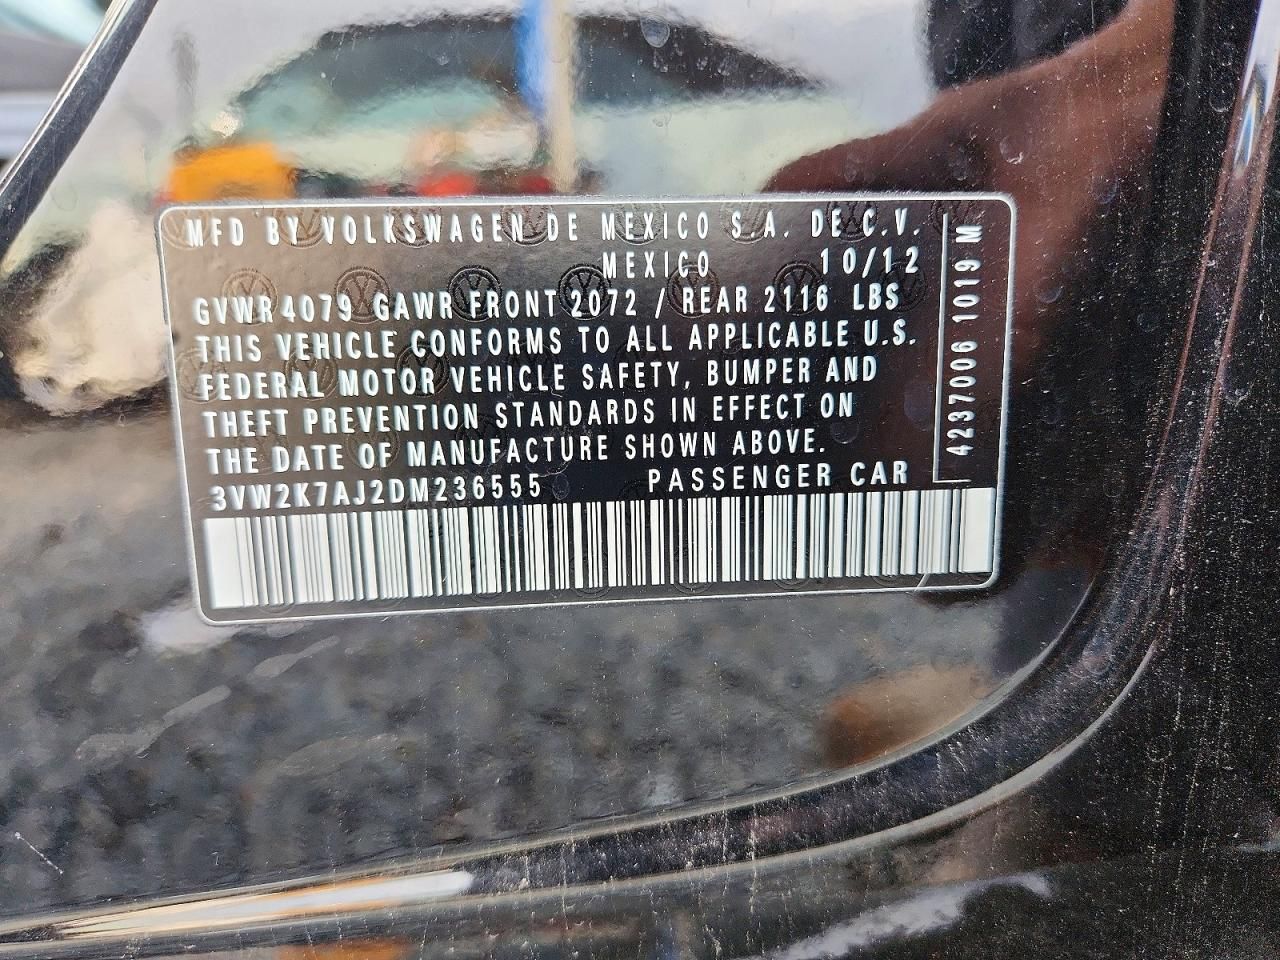 MFD BY VOLKSWAGEN DE MEXICO S.A. DE C.V.
MEXICO 10/12
GVWR 4079 GAWR FRONT 2072 / REAR 2116 LBS
THIS VEHICLE CONFORMS TO ALL APPLICABLE U.S.
FEDERAL MOTOR VEHICLE SAFETY, BUMPER AND
THEFT PREVENTION STANDARDS IN EFFECT ON
THE DATE OF MANUFACTURE SHOWN ABOVE.
3VW2K7AJ2DM236555 PASSENGER CAR
4237006 1019 M